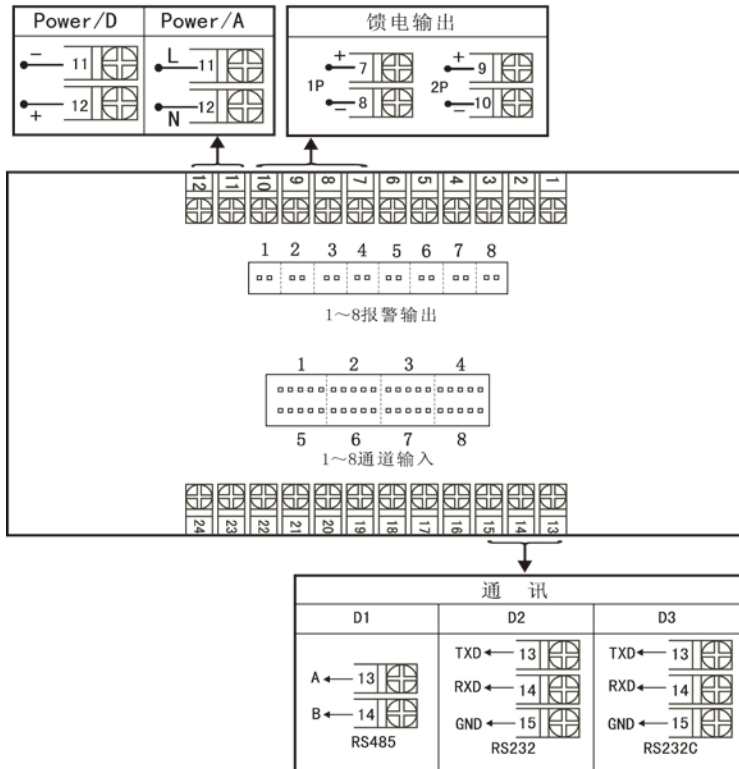 Power/D Power/A
− 11 L 11
+ 12 N 12
馈电输出
1P + 7 2P + 9
− 8 − 10
12 11 10 9 8 7 6 5 4 3 2 1
1 2 3 4 5 6 7 8
1～8报警输出
1 2 3 4
5 6 7 8
1～8通道输入
24 23 22 21 20 19 18 17 16 15 14 13
通 讯
D1 D2 D3
A 13
B 14
RS485
TXD 13
RXD 14
GND 15
RS232
TXD 13
RXD 14
GND 15
RS232C